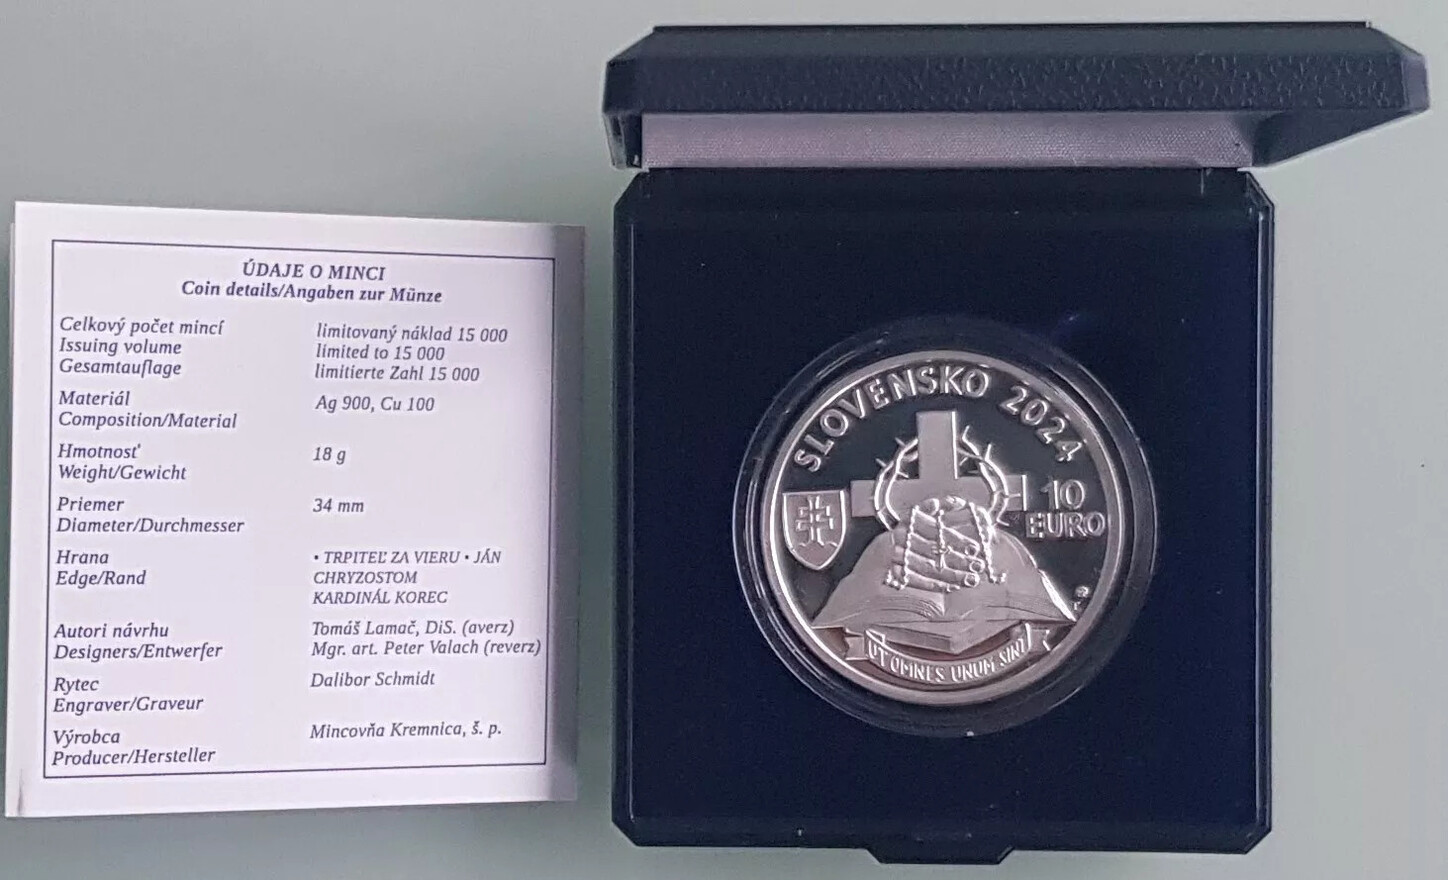 ÚDAJE O MINCI
Coin details/Angaben zur Münze
Celkový počet mincí
Issuing volume
Gesamtauflage
limitovaný náklad 15 000
limited to 15 000
limitierte Zahl 15 000
Materiál
Composition/Material
Ag 900, Cu 100
Hmotnosť
Weight/Gewicht
18 g
Priemer
Diameter/Durchmesser
34 mm
Hrana
Edge/Rand
• TRPITEĽ ZA VIERU • JÁN
CHRYZOSTOM
KARDINÁL KOREC
Autori návrhu
Designers/Entwerfer
Tomáš Lamač, DiS. (averz)
Mgr. art. Peter Valach (reverz)
Rytec
Engraver/Graveur
Dalibor Schmidt
Výrobca
Producer/Hersteller
Mincovňa Kremnica, š. p.
SLOVENSKO 2024
10
EURO
UT OMNES UNUM SINT